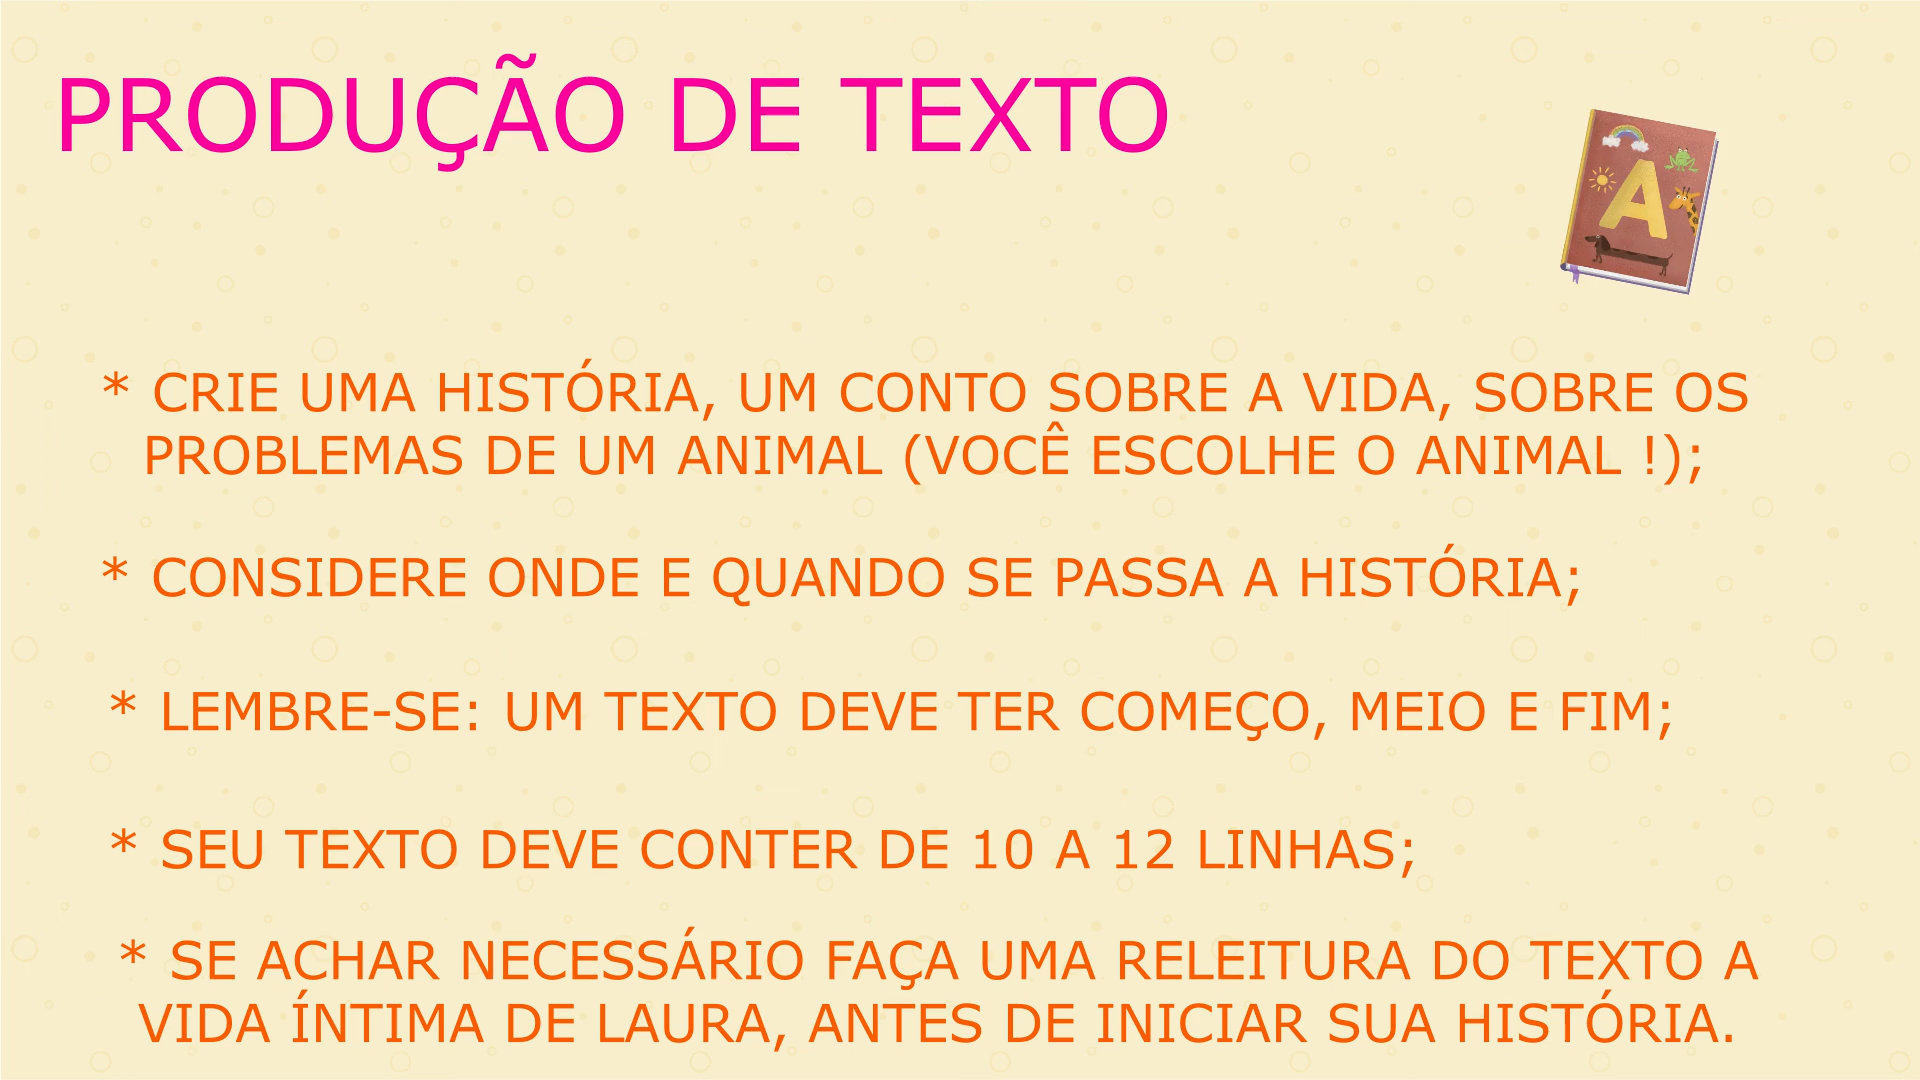 PRODUÇÃO DE TEXTO
A
* CRIE UMA HISTÓRIA, UM CONTO SOBRE A VIDA, SOBRE OS
PROBLEMAS DE UM ANIMAL (VOCÊ ESCOLHE O ANIMAL !);
* CONSIDERE ONDE E QUANDO SE PASSA A HISTÓRIA;
* LEMBRE-SE: UM TEXTO DEVE TER COMEÇO, MEIO E FIM;
* SEU TEXTO DEVE CONTER DE 10 A 12 LINHAS;
* SE ACHAR NECESSÁRIO FAÇA UMA RELEITURA DO TEXTO A
VIDA ÍNTIMA DE LAURA, ANTES DE INICIAR SUA HISTÓRIA.